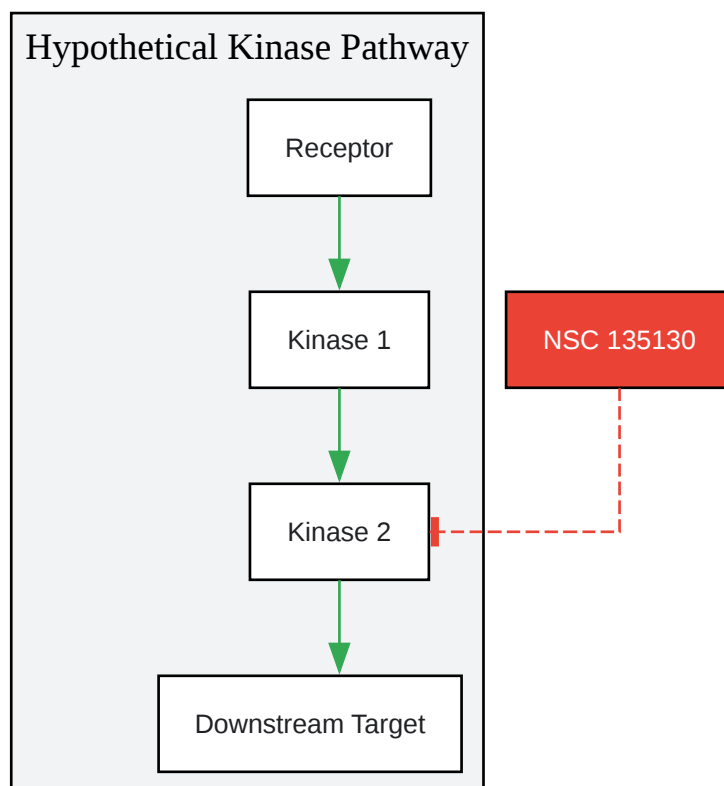 Hypothetical Kinase Pathway
Receptor
Kinase 1
NSC 135130
Kinase 2
Downstream Target